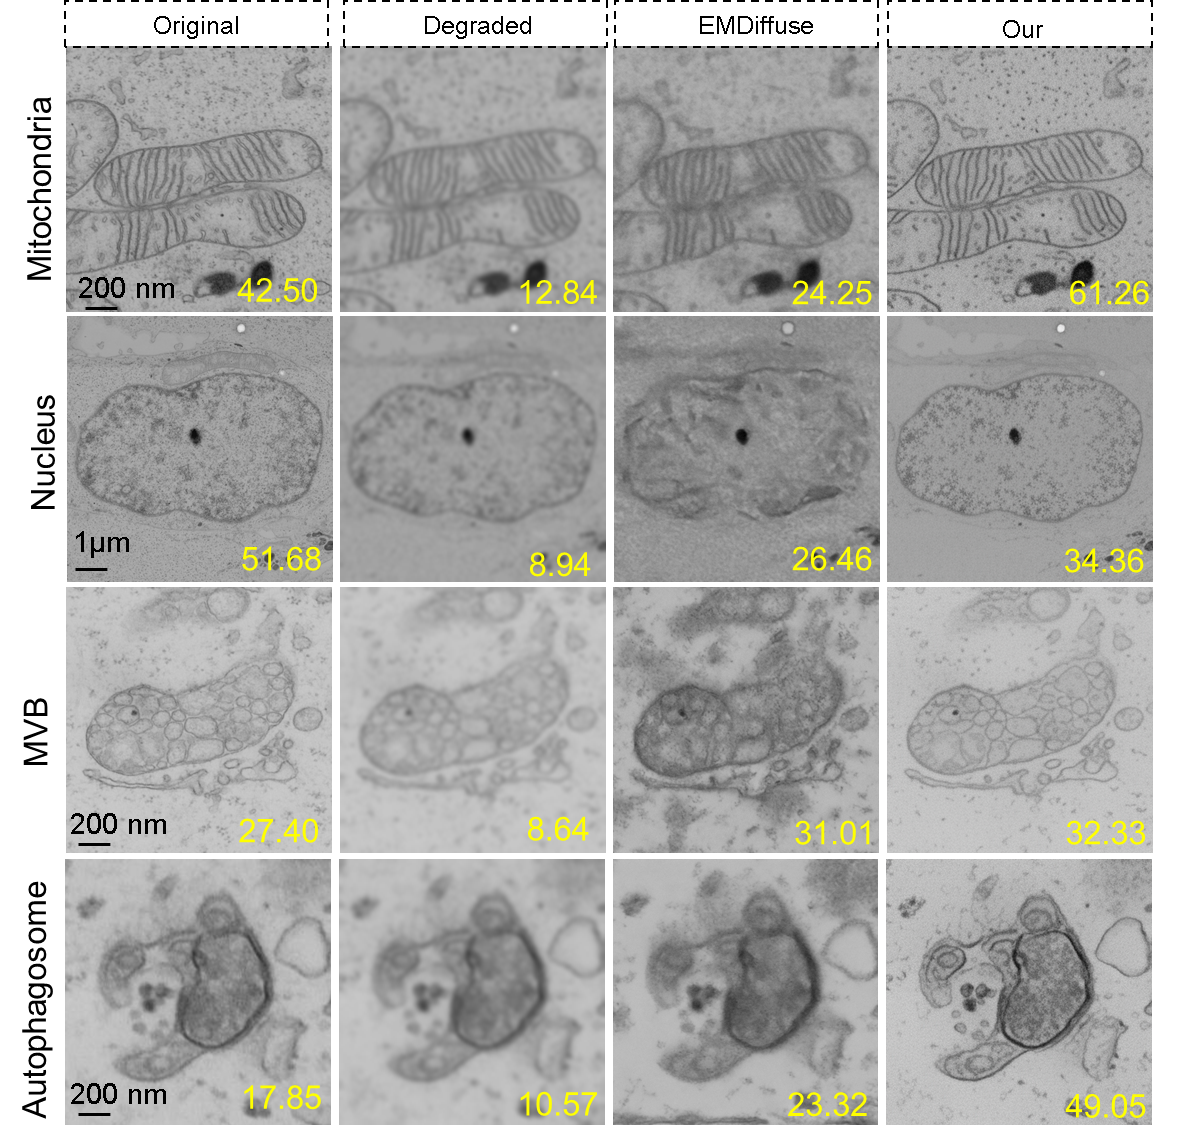 Original
Degraded
EMDiffuse
Our
Mitochondria
200 nm
42.50
12.84
24.25
61.26
Nucleus
1µm
51.68
8.94
26.46
34.36
MVB
200 nm
27.40
8.64
31.01
32.33
Autophagosome
200 nm
17.85
10.57
23.32
49.05